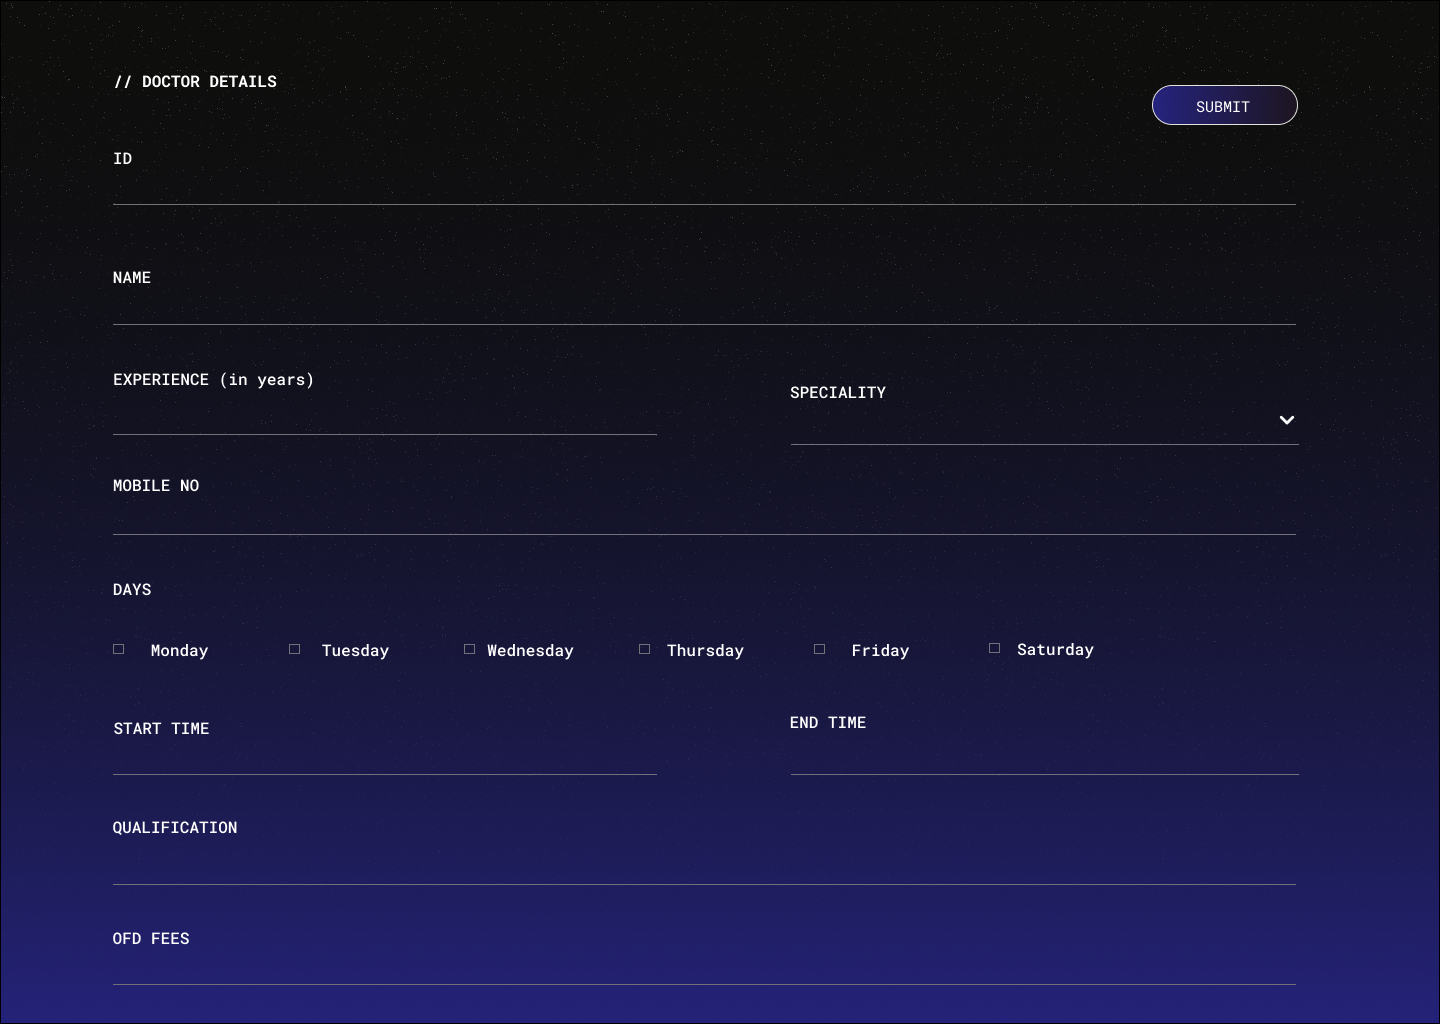 // DOCTOR DETAILS
SUBMIT
ID
NAME
EXPERIENCE (in years)
SPECIALITY
MOBILE NO
DAYS
Monday Tuesday Wednesday Thursday Friday Saturday
START TIME
END TIME
QUALIFICATION
OFD FEES